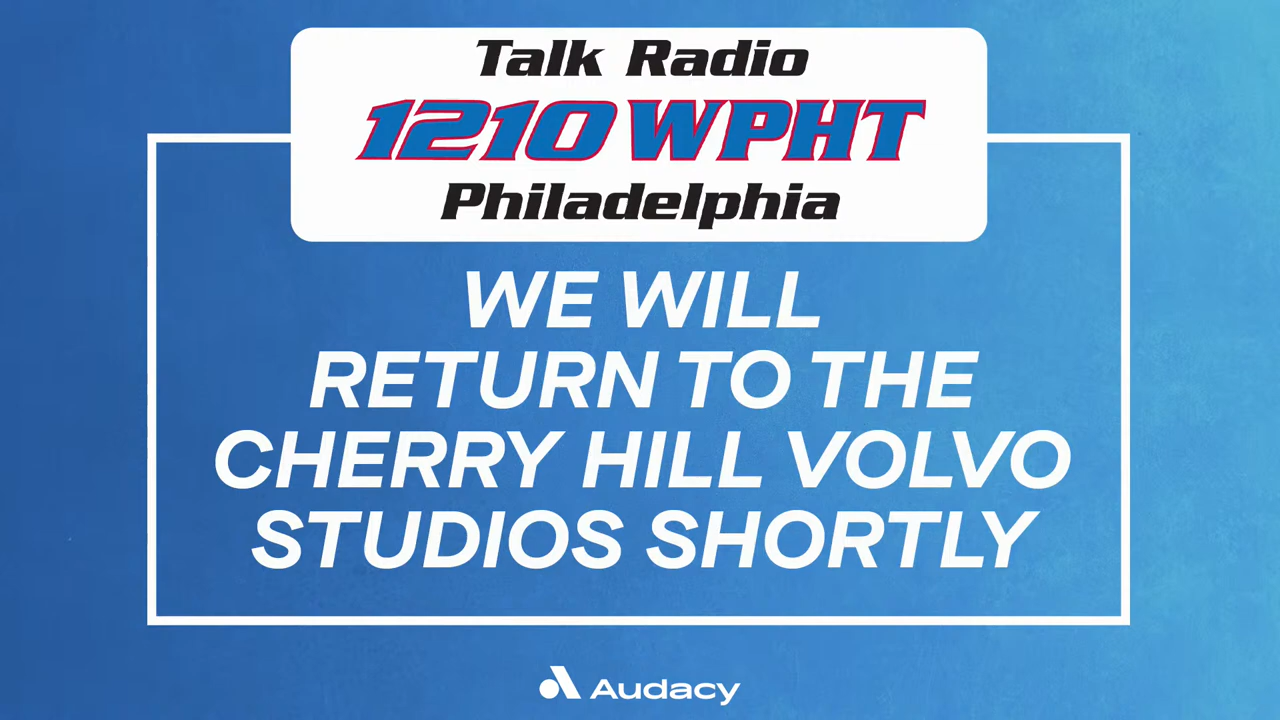 Talk Radio
1210 WPHT
Philadelphia
WE WILL
RETURN TO THE
CHERRY HILL VOLVO
STUDIOS SHORTLY
Audacy